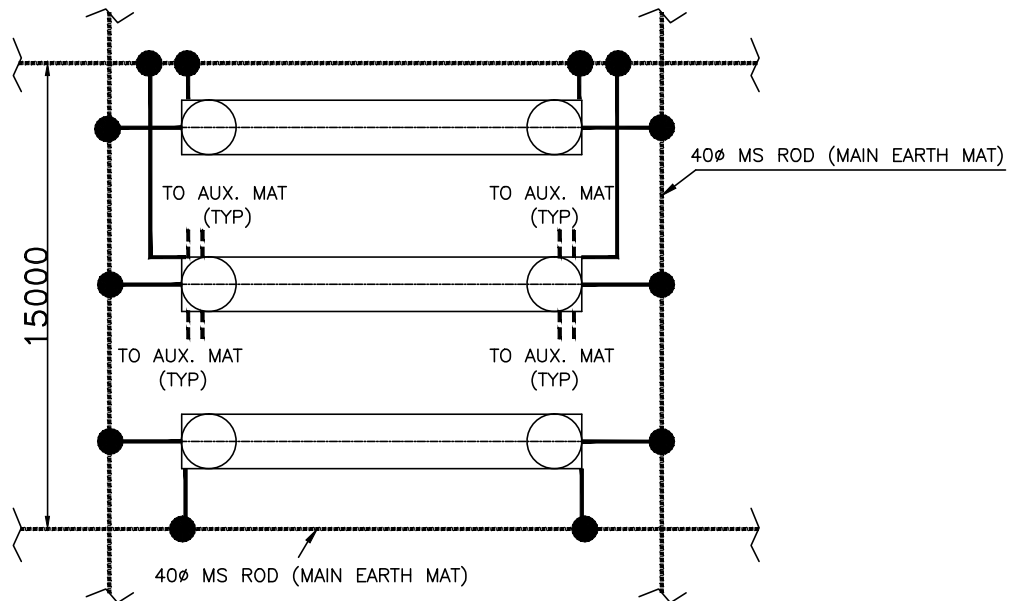 40ø MS ROD (MAIN EARTH MAT)
TO AUX. MAT
(TYP)
TO AUX. MAT
(TYP)
15000
TO AUX. MAT
(TYP)
TO AUX. MAT
(TYP)
40ø MS ROD (MAIN EARTH MAT)